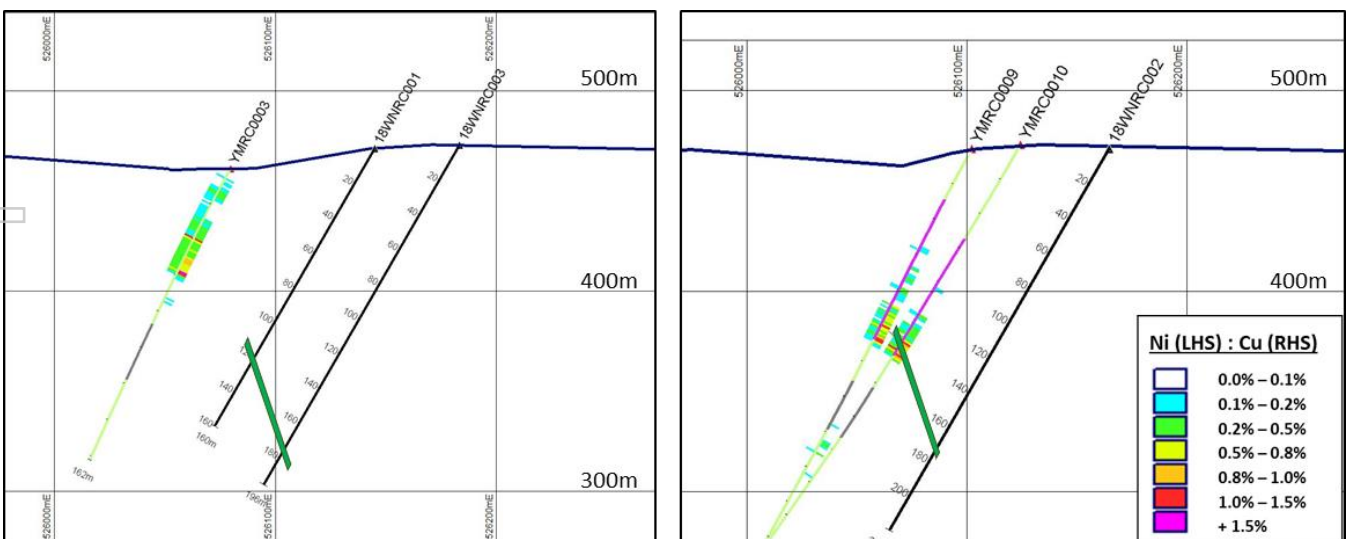 526000mE
526100mE
526200mE
500m
YMRC0003
18WNRC001
18WNRC003
20
40
60
80
100
140
160
160m
20
40
60
80
100
120
140
160
180
196m
400m
162m
300m
526000mE
526100mE
526200mE
526000mE
526100mE
526200mE
500m
YMRC0009
YMRC0010
18WNRC002
20
40
60
80
100
120
140
160
180
200
400m
Ni (LHS) : Cu (RHS)
0.0% – 0.1%
0.1% – 0.2%
0.2% – 0.5%
0.5% – 0.8%
0.8% – 1.0%
1.0% – 1.5%
+ 1.5%